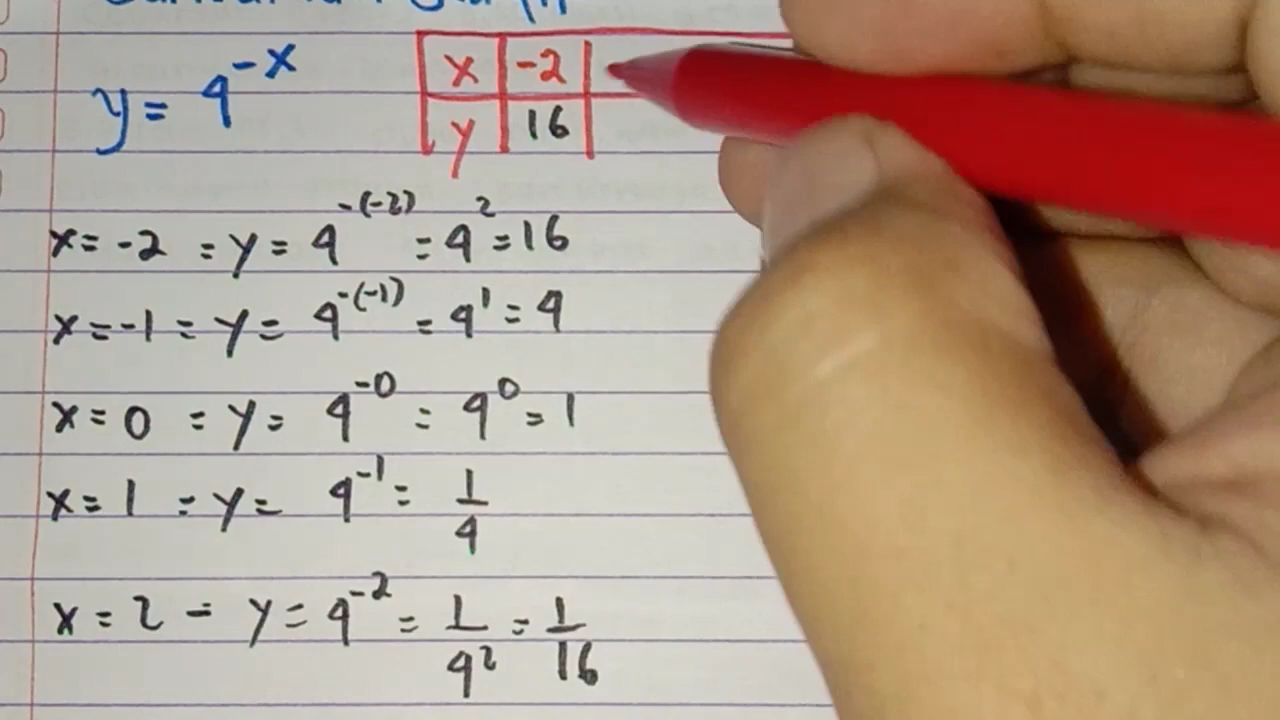 y = 4^{-x}
x | -2 |
y | 16 |
x = -2 = y = 4^{-(-2)} = 4^2 = 16
x = -1 = y = 4^{-(-1)} = 4^1 = 4
x = 0 = y = 4^{-0} = 4^0 = 1
x = 1 = y = 4^{-1} = 1/4
x = 2 - y = 4^{-2} = 1/4^2 = 1/16